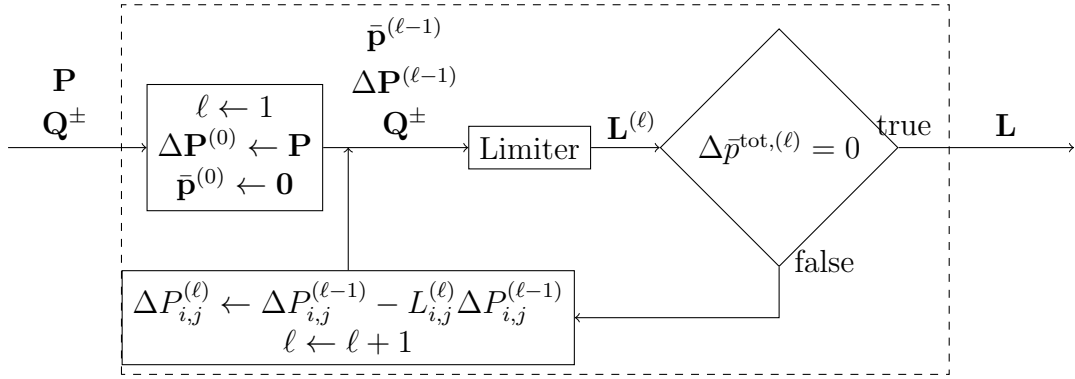 P
Q^±
ℓ ← 1
ΔP^(0) ← P
p̄^(0) ← 0
p̄^(ℓ−1)
ΔP^(ℓ−1)
Q^±
Limiter
L^(ℓ)
Δp̄^tot,(ℓ) = 0
true
L
false
ΔP_{i,j}^(ℓ) ← ΔP_{i,j}^(ℓ−1) − L_{i,j}^(ℓ) ΔP_{i,j}^(ℓ−1)
ℓ ← ℓ + 1